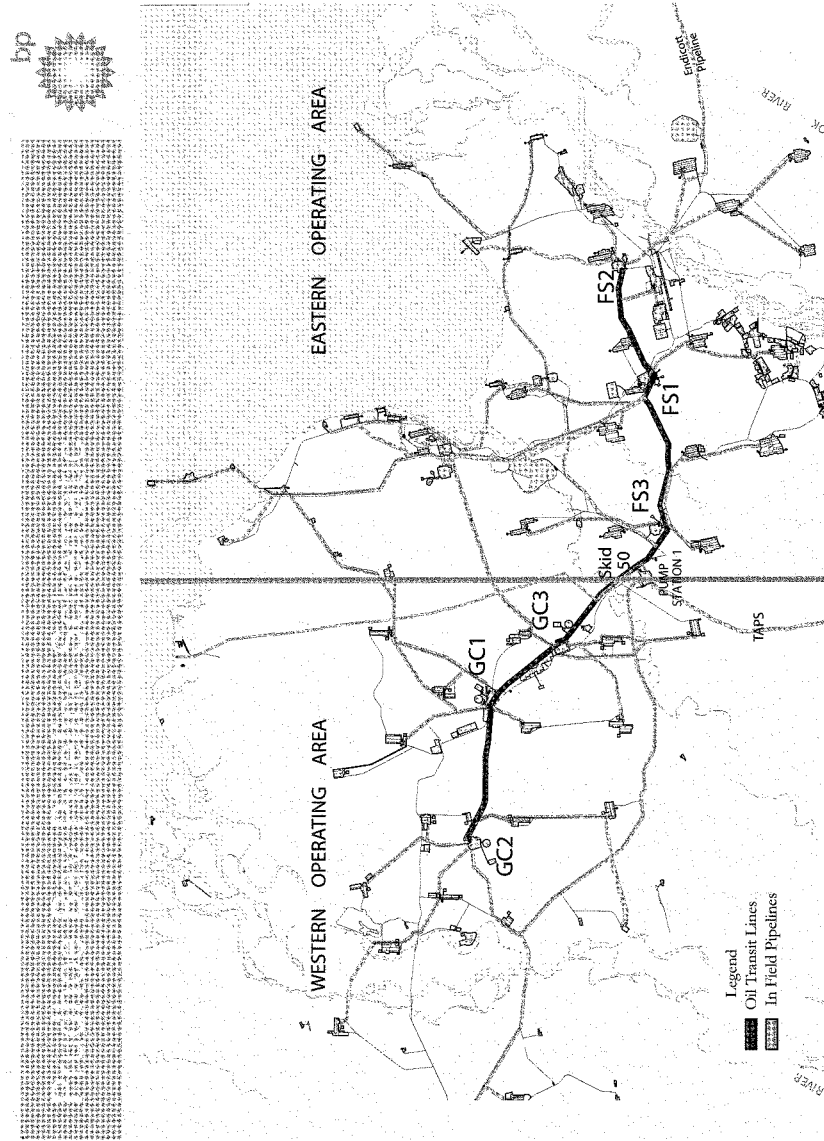 bp
EASTERN OPERATING AREA
WESTERN OPERATING AREA
Endicott
Pipeline
RIVER
OK
FS2
FS1
FS3
Skid
50
PUMP
STATION 1
TAPS
GC3
GC1
GC2
Legend
Oil Transit Lines
In Field Pipelines
RIVER